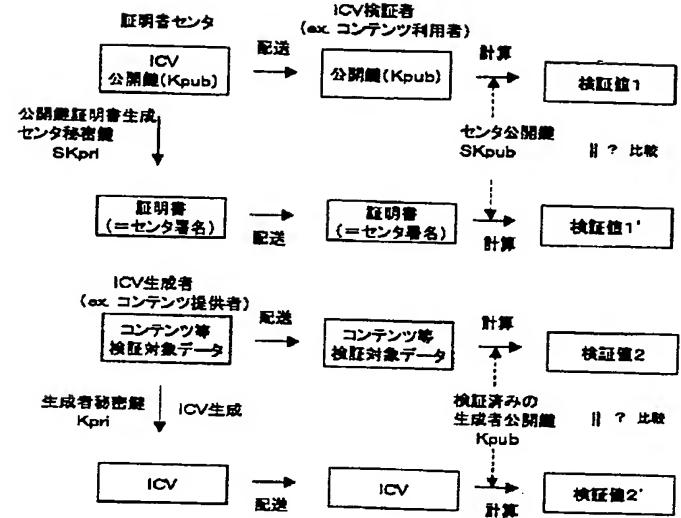 証明書センタ
ICV検証者
(ex. コンテンツ利用者)
ICV
公開鍵(Kpub)
配送
公開鍵(Kpub)
計算
検証値1
公開鍵証明書生成
センタ秘密鍵
SKpri
センタ公開鍵
SKpub
|| ? 比較
証明書
(=センタ署名)
配送
証明書
(=センタ署名)
計算
検証値1'
ICV生成者
(ex. コンテンツ提供者)
コンテンツ等
検証対象データ
配送
コンテンツ等
検証対象データ
計算
検証値2
生成者秘密鍵
Kpri
ICV生成
検証済みの
生成者公開鍵
Kpub
|| ? 比較
ICV
配送
ICV
計算
検証値2'